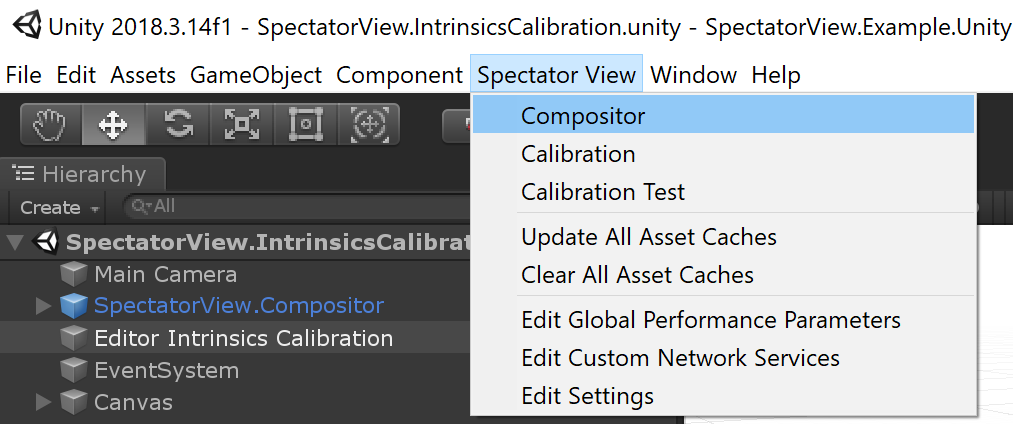 Unity 2018.3.14f1 - SpectatorView.IntrinsicsCalibration.unity - SpectatorView.Example.Unity
File Edit Assets GameObject Component Spectator View Window Help
Compositor
Calibration
Calibration Test
Update All Asset Caches
Clear All Asset Caches
Edit Global Performance Parameters
Edit Custom Network Services
Edit Settings
Hierarchy
Create All
SpectatorView.IntrinsicsCalibrat
Main Camera
SpectatorView.Compositor
Editor Intrinsics Calibration
EventSystem
Canvas